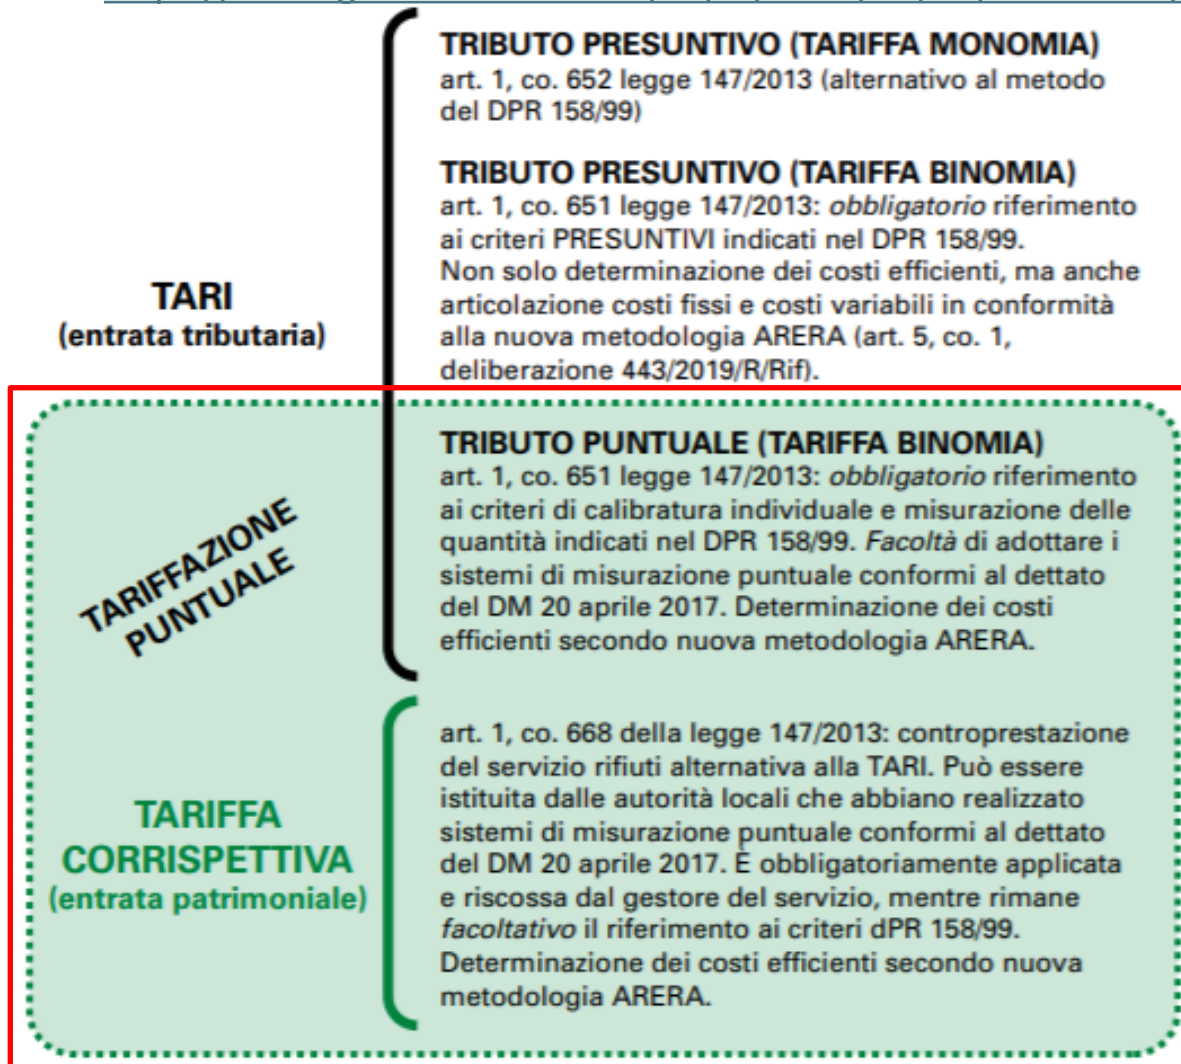 TRIBUTO PRESUNTIVO (TARIFFA MONOMIA)
art. 1, co. 652 legge 147/2013 (alternativo al metodo
del DPR 158/99)
TRIBUTO PRESUNTIVO (TARIFFA BINOMIA)
art. 1, co. 651 legge 147/2013: obbligatorio riferimento
ai criteri PRESUNTIVI indicati nel DPR 158/99.
Non solo determinazione dei costi efficienti, ma anche
articolazione costi fissi e costi variabili in conformità
alla nuova metodologia ARERA (art. 5, co. 1,
deliberazione 443/2019/R/Rif).
TARI
(entrata tributaria)
TRIBUTO PUNTUALE (TARIFFA BINOMIA)
art. 1, co. 651 legge 147/2013: obbligatorio riferimento
ai criteri di calibratura individuale e misurazione delle
quantità indicati nel DPR 158/99. Facoltà di adottare i
sistemi di misurazione puntuale conformi al dettato
del DM 20 aprile 2017. Determinazione dei costi
efficienti secondo nuova metodologia ARERA.
TARIFFAZIONE
PUNTUALE
art. 1, co. 668 della legge 147/2013: controprestazione
del servizio rifiuti alternativa alla TARI. Può essere
istituita dalle autorità locali che abbiano realizzato
sistemi di misurazione puntuale conformi al dettato
del DM 20 aprile 2017. È obbligatoriamente applicata
e riscossa dal gestore del servizio, mentre rimane
facoltativo il riferimento ai criteri dPR 158/99.
Determinazione dei costi efficienti secondo nuova
metodologia ARERA.
TARIFFA
CORRISPETTIVA
(entrata patrimoniale)